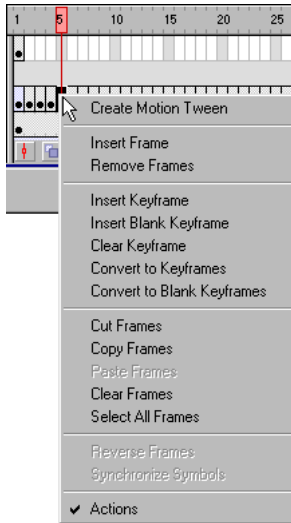 1 5 10 15 20 25
Create Motion Tween
Insert Frame
Remove Frames
Insert Keyframe
Insert Blank Keyframe
Clear Keyframe
Convert to Keyframes
Convert to Blank Keyframes
Cut Frames
Copy Frames
Paste Frames
Clear Frames
Select All Frames
Reverse Frames
Synchronize Symbols
Actions